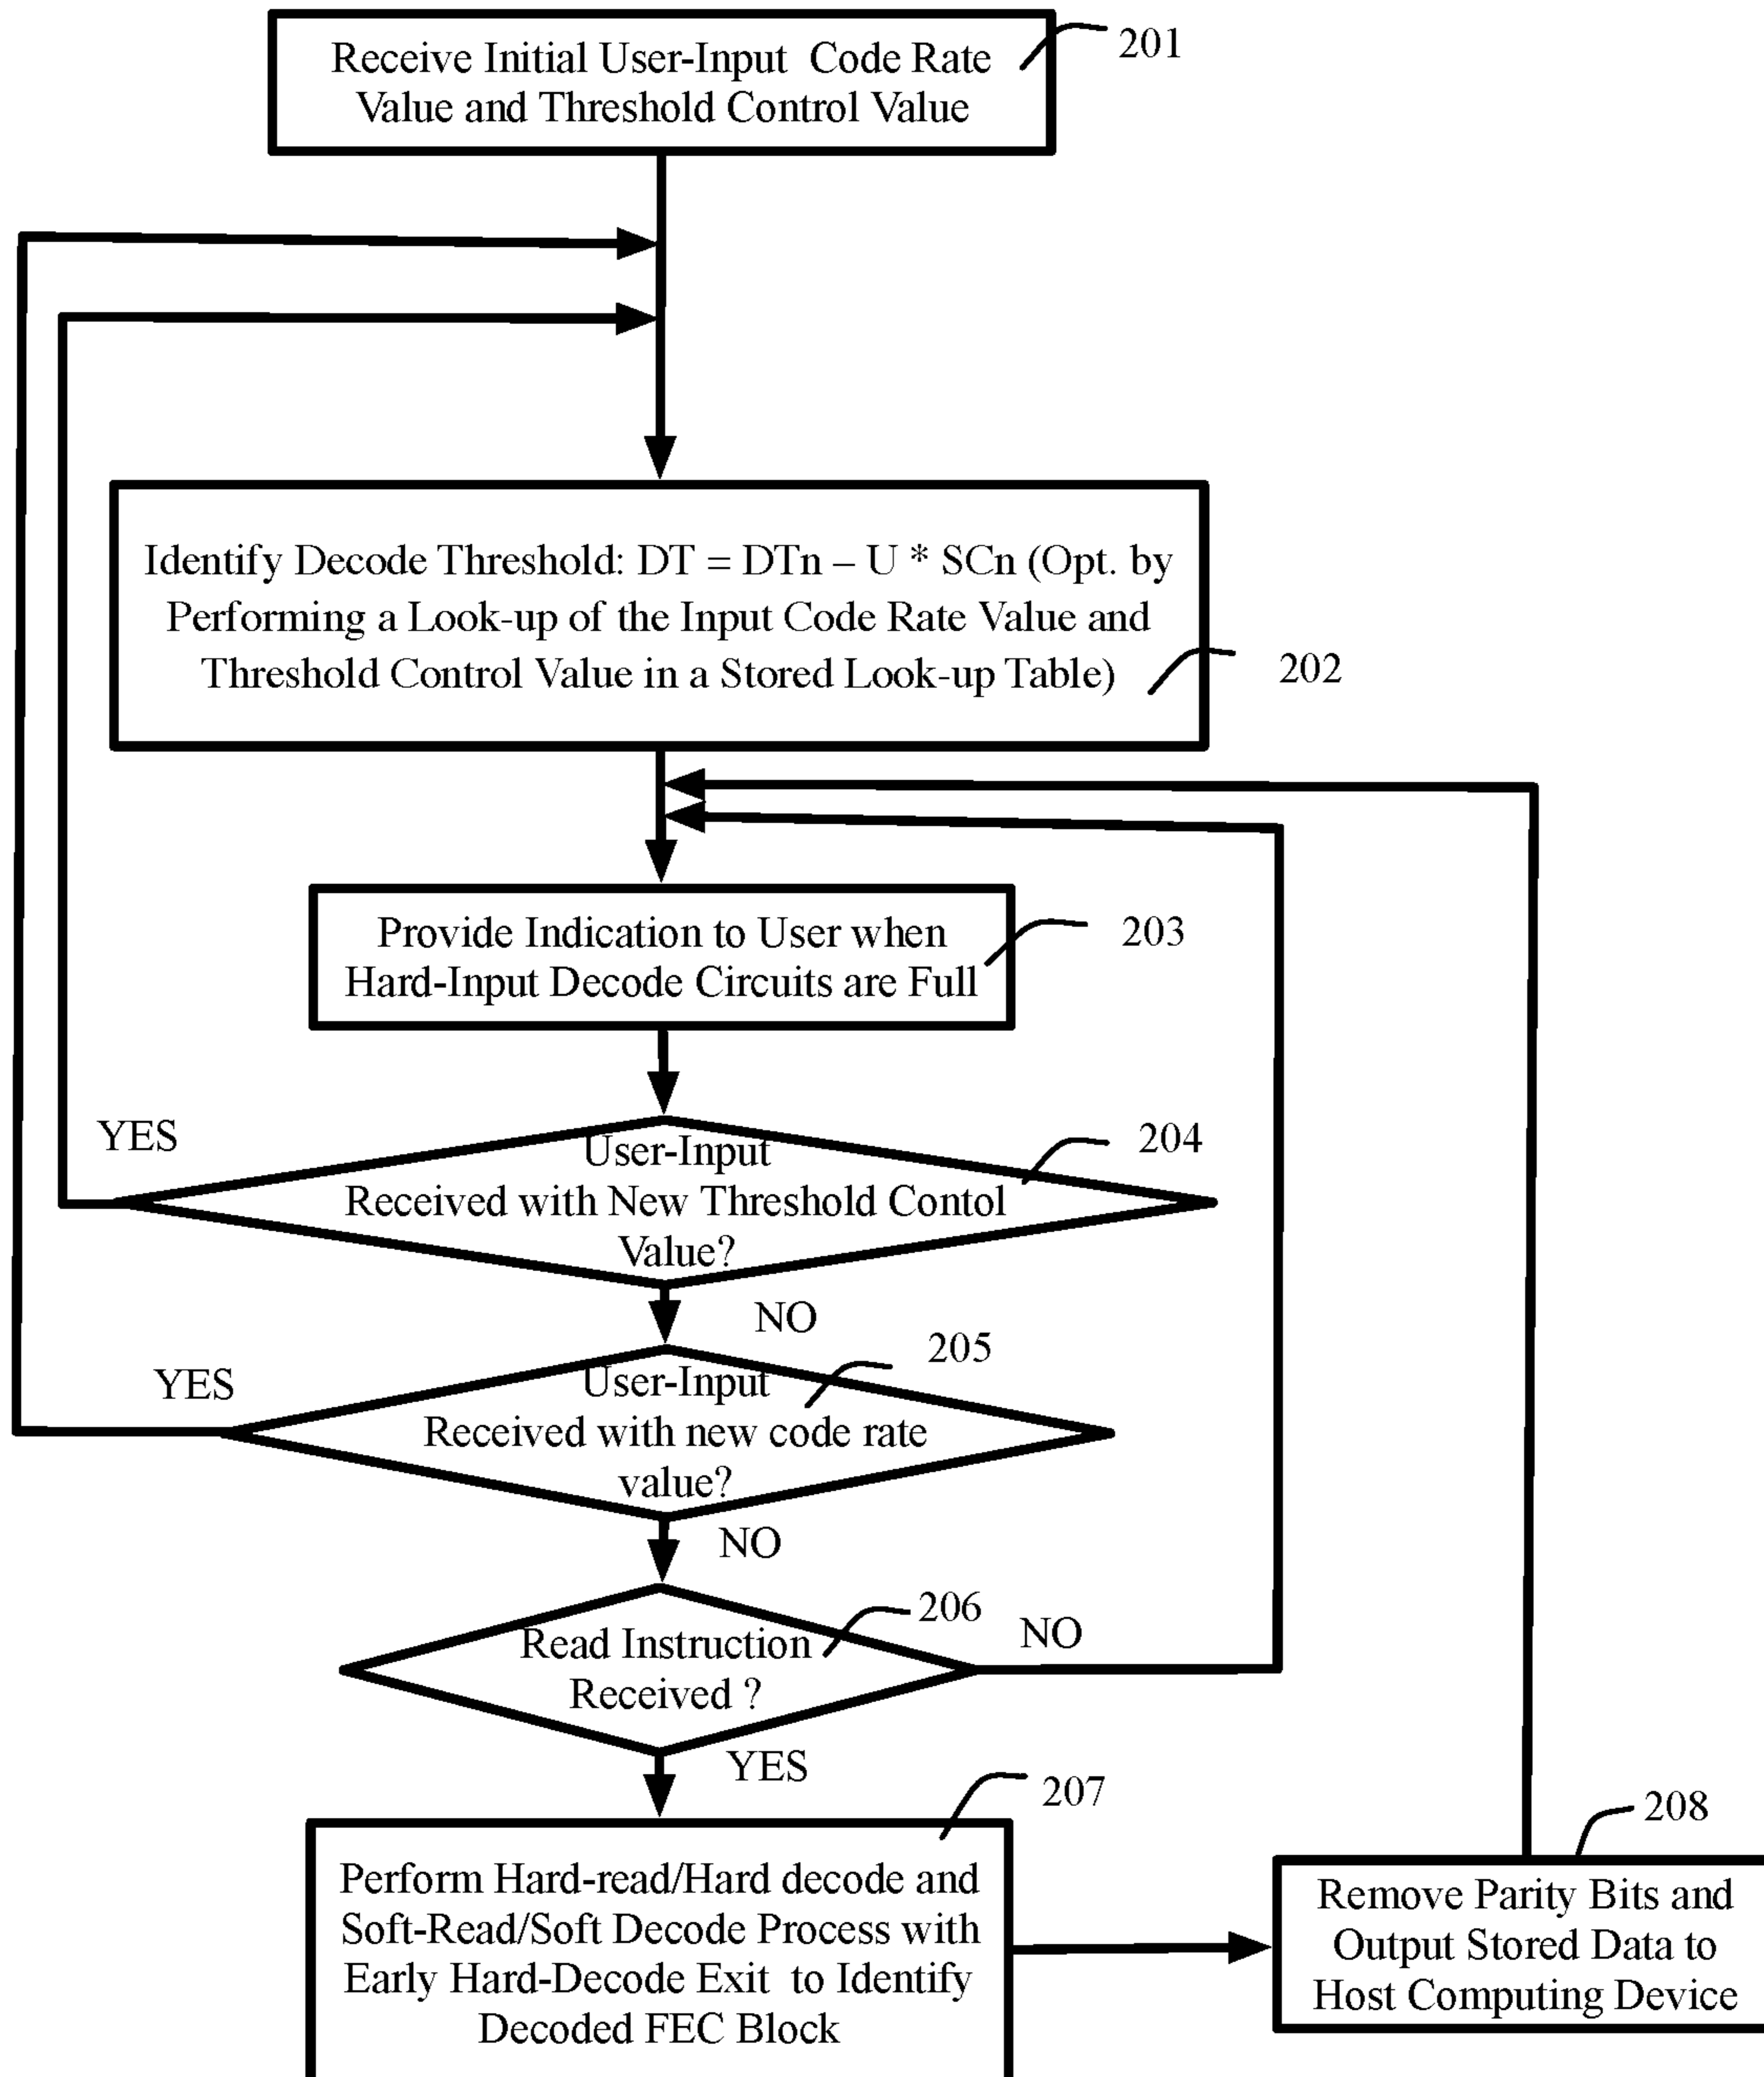 Receive Initial User-Input Code Rate
Value and Threshold Control Value
201
Identify Decode Threshold: DT = DTn – U * SCn (Opt. by
Performing a Look-up of the Input Code Rate Value and
Threshold Control Value in a Stored Look-up Table)
202
Provide Indication to User when
Hard-Input Decode Circuits are Full
203
YES
User-Input
Received with New Threshold Contol
Value?
204
NO
YES
User-Input
Received with new code rate
value?
205
NO
Read Instruction
Received ?
206
NO
YES
207
Perform Hard-read/Hard decode and
Soft-Read/Soft Decode Process with
Early Hard-Decode Exit to Identify
Decoded FEC Block
208
Remove Parity Bits and
Output Stored Data to
Host Computing Device